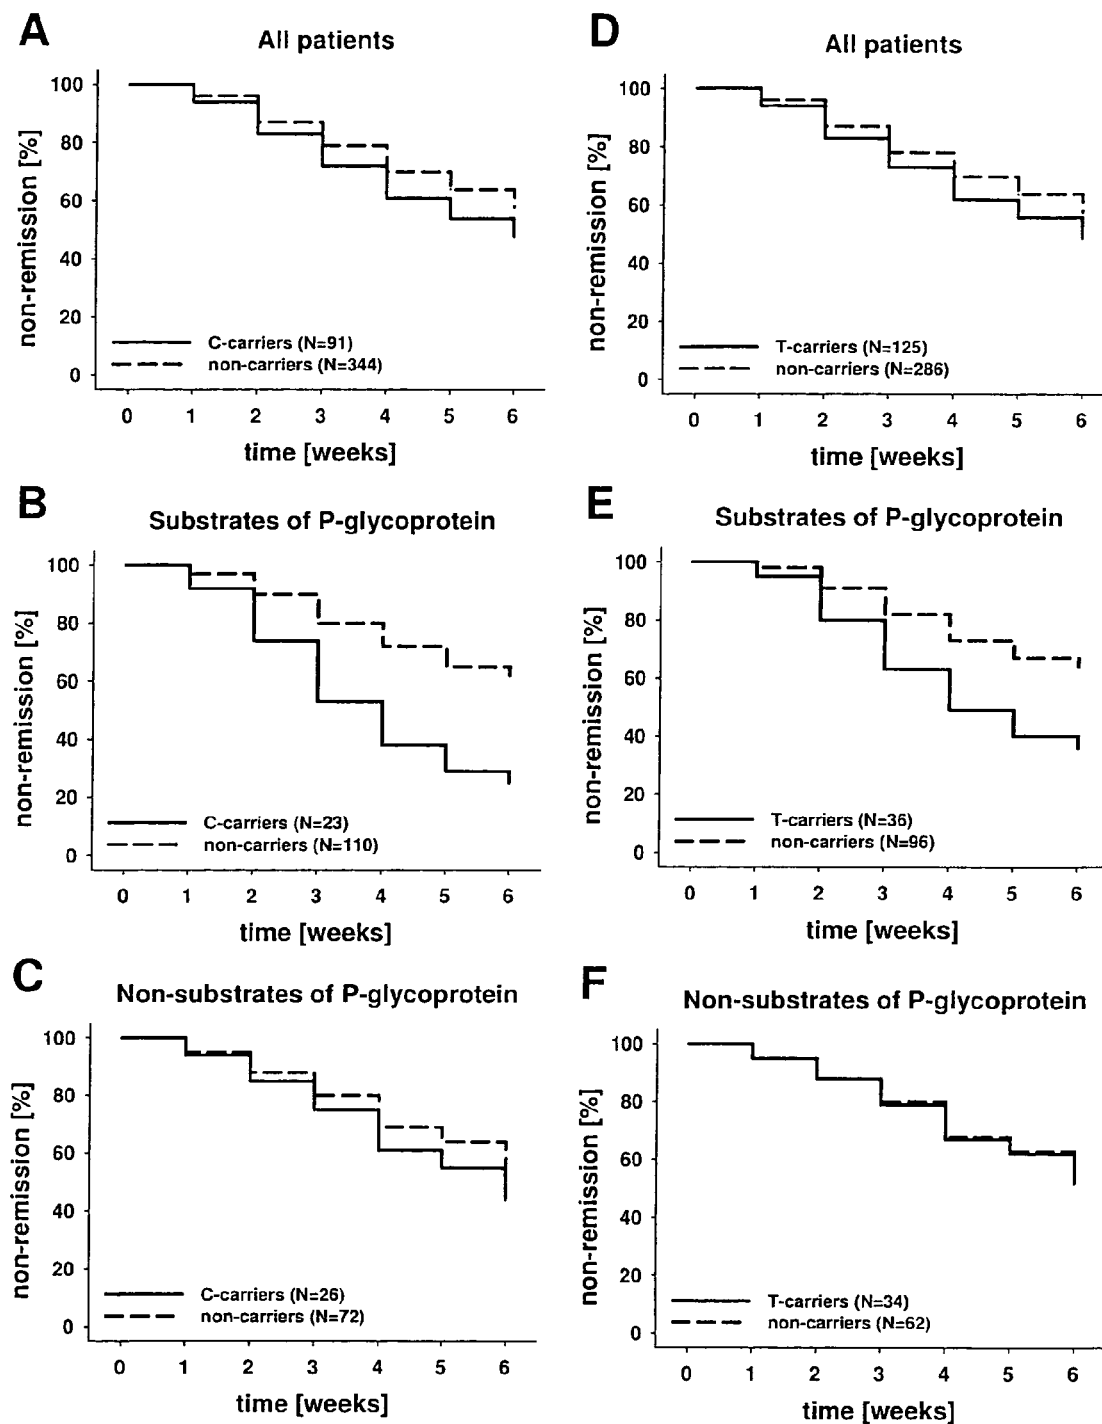 A
All patients
non-remission [%]
100
80
60
40
20
0
C-carriers (N=91)
non-carriers (N=344)
0 1 2 3 4 5 6
time [weeks]
D
All patients
non-remission [%]
100
80
60
40
20
0
T-carriers (N=125)
non-carriers (N=286)
0 1 2 3 4 5 6
time [weeks]
B
Substrates of P-glycoprotein
non-remission [%]
100
80
60
40
20
0
C-carriers (N=23)
non-carriers (N=110)
0 1 2 3 4 5 6
time [weeks]
E
Substrates of P-glycoprotein
non-remission [%]
100
80
60
40
20
0
T-carriers (N=36)
non-carriers (N=96)
0 1 2 3 4 5 6
time [weeks]
C
Non-substrates of P-glycoprotein
non-remission [%]
100
80
60
40
20
0
C-carriers (N=26)
non-carriers (N=72)
0 1 2 3 4 5 6
time [weeks]
F
Non-substrates of P-glycoprotein
non-remission [%]
100
80
60
40
20
0
T-carriers (N=34)
non-carriers (N=62)
0 1 2 3 4 5 6
time [weeks]